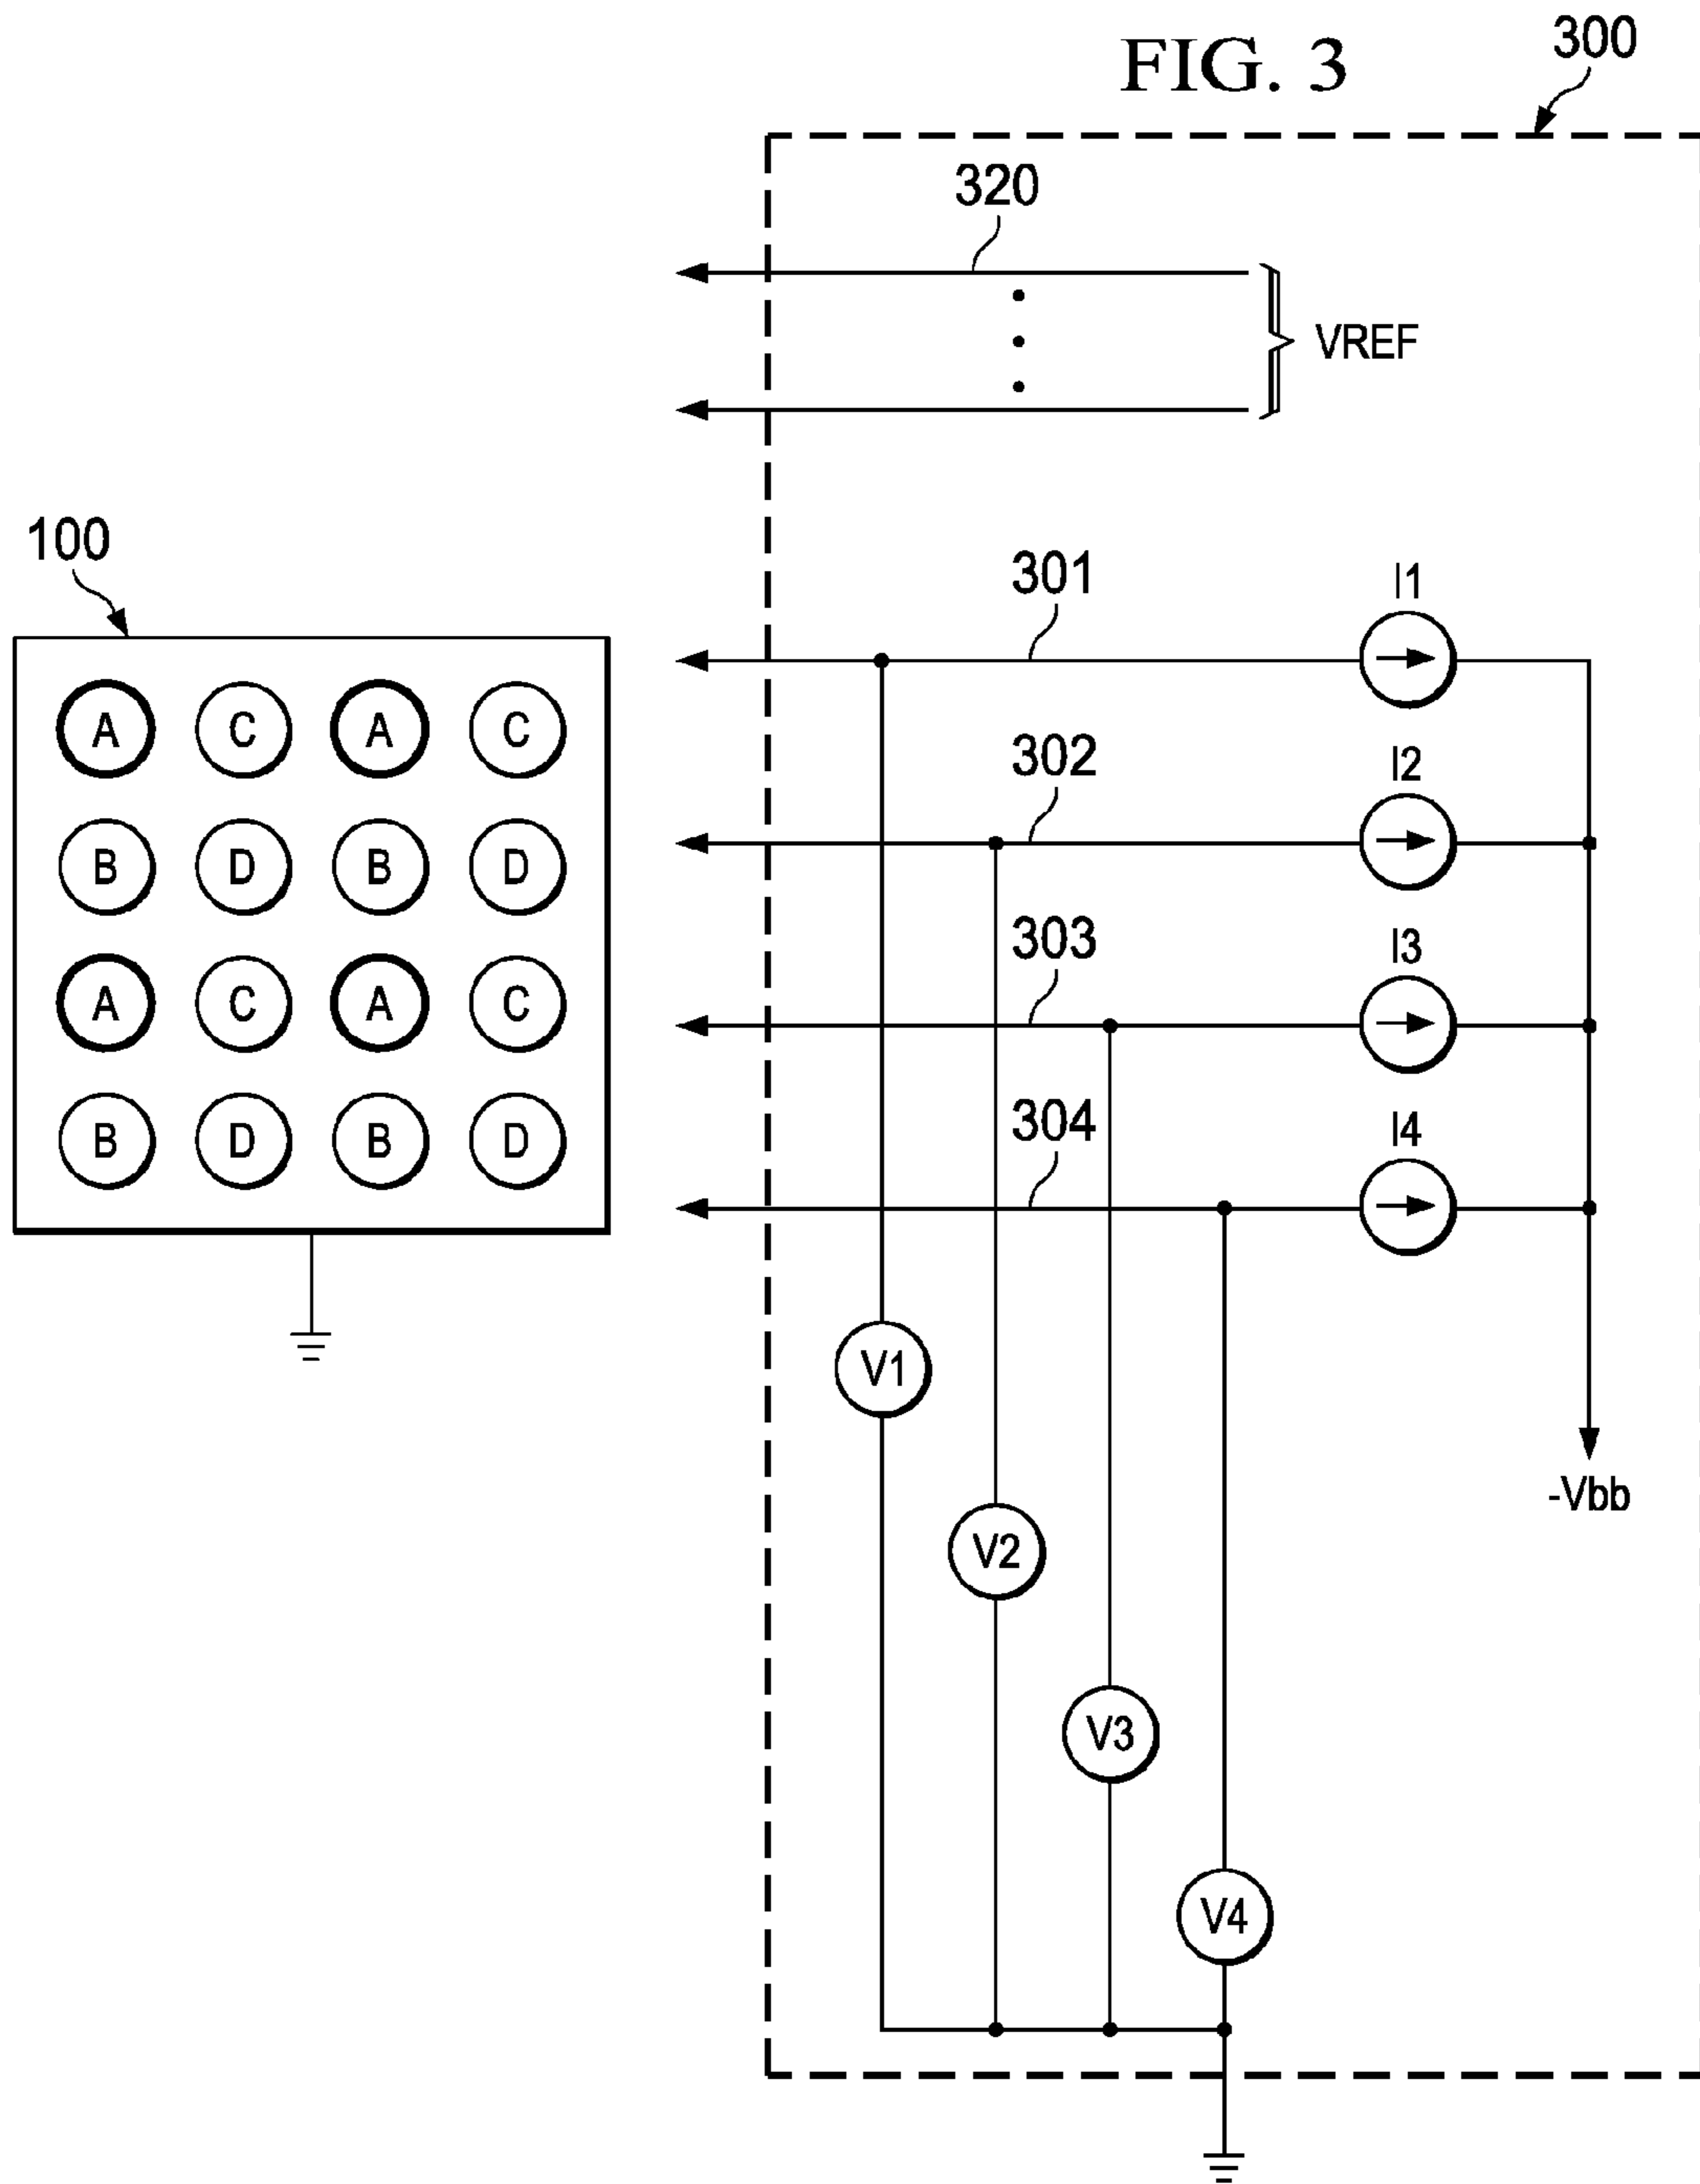 FIG. 3
300
320
VREF
100
301
I1
A C A C
302
I2
B D B D
303
I3
A C A C
304
I4
B D B D
V1
-Vbb
V2
V3
V4